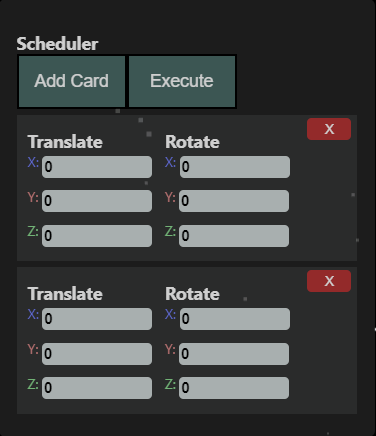 Scheduler
Add Card Execute
X
Translate Rotate
X: 0 X: 0
Y: 0 Y: 0
Z: 0 Z: 0
X
Translate Rotate
X: 0 X: 0
Y: 0 Y: 0
Z: 0 Z: 0